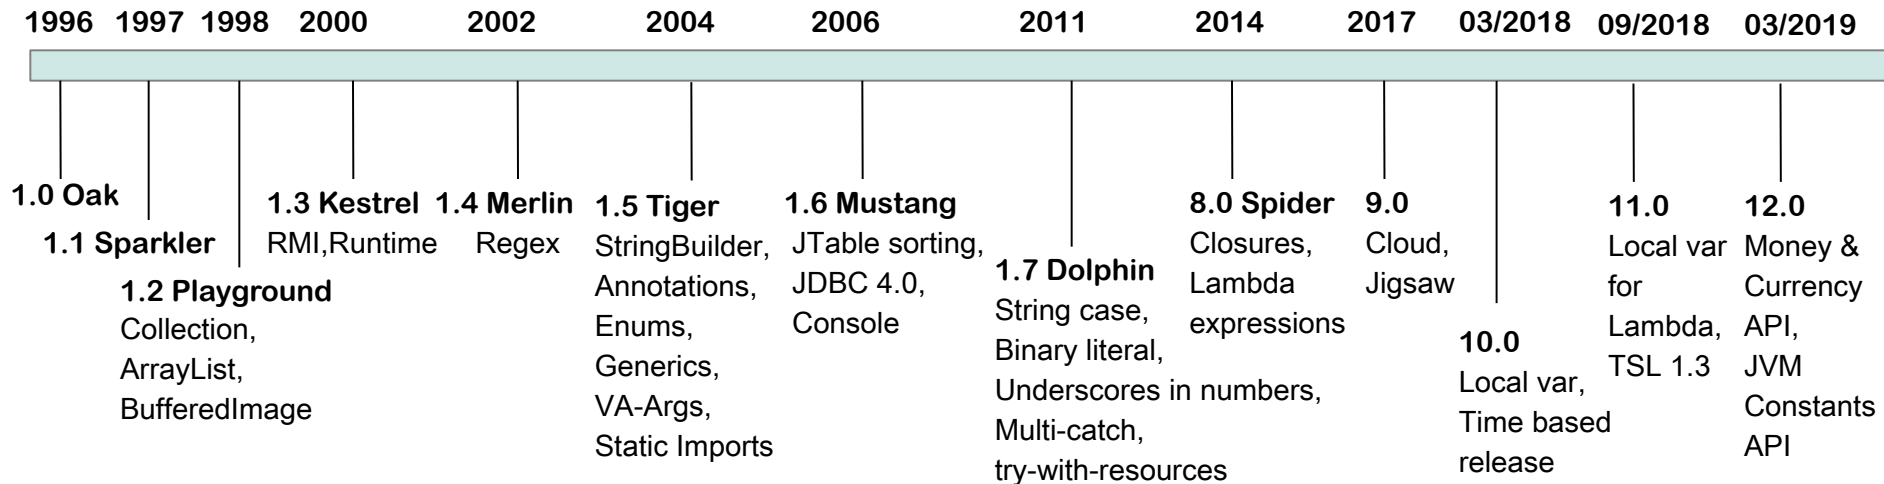 1996 1997 1998 2000 2002 2004 2006 2011 2014 2017 03/2018 09/2018 03/2019
1.0 Oak
1.1 Sparkler
1.2 Playground
Collection,
ArrayList,
BufferedImage
1.3 Kestrel
RMI,Runtime
1.4 Merlin
Regex
1.5 Tiger
StringBuilder,
Annotations,
Enums,
Generics,
VA-Args,
Static Imports
1.6 Mustang
JTable sorting,
JDBC 4.0,
Console
1.7 Dolphin
String case,
Binary literal,
Underscores in numbers,
Multi-catch,
try-with-resources
8.0 Spider
Closures,
Lambda
expressions
9.0
Cloud,
Jigsaw
10.0
Local var,
Time based
release
11.0
Local var
for
Lambda,
TSL 1.3
12.0
Money &
Currency
API,
JVM
Constants
API